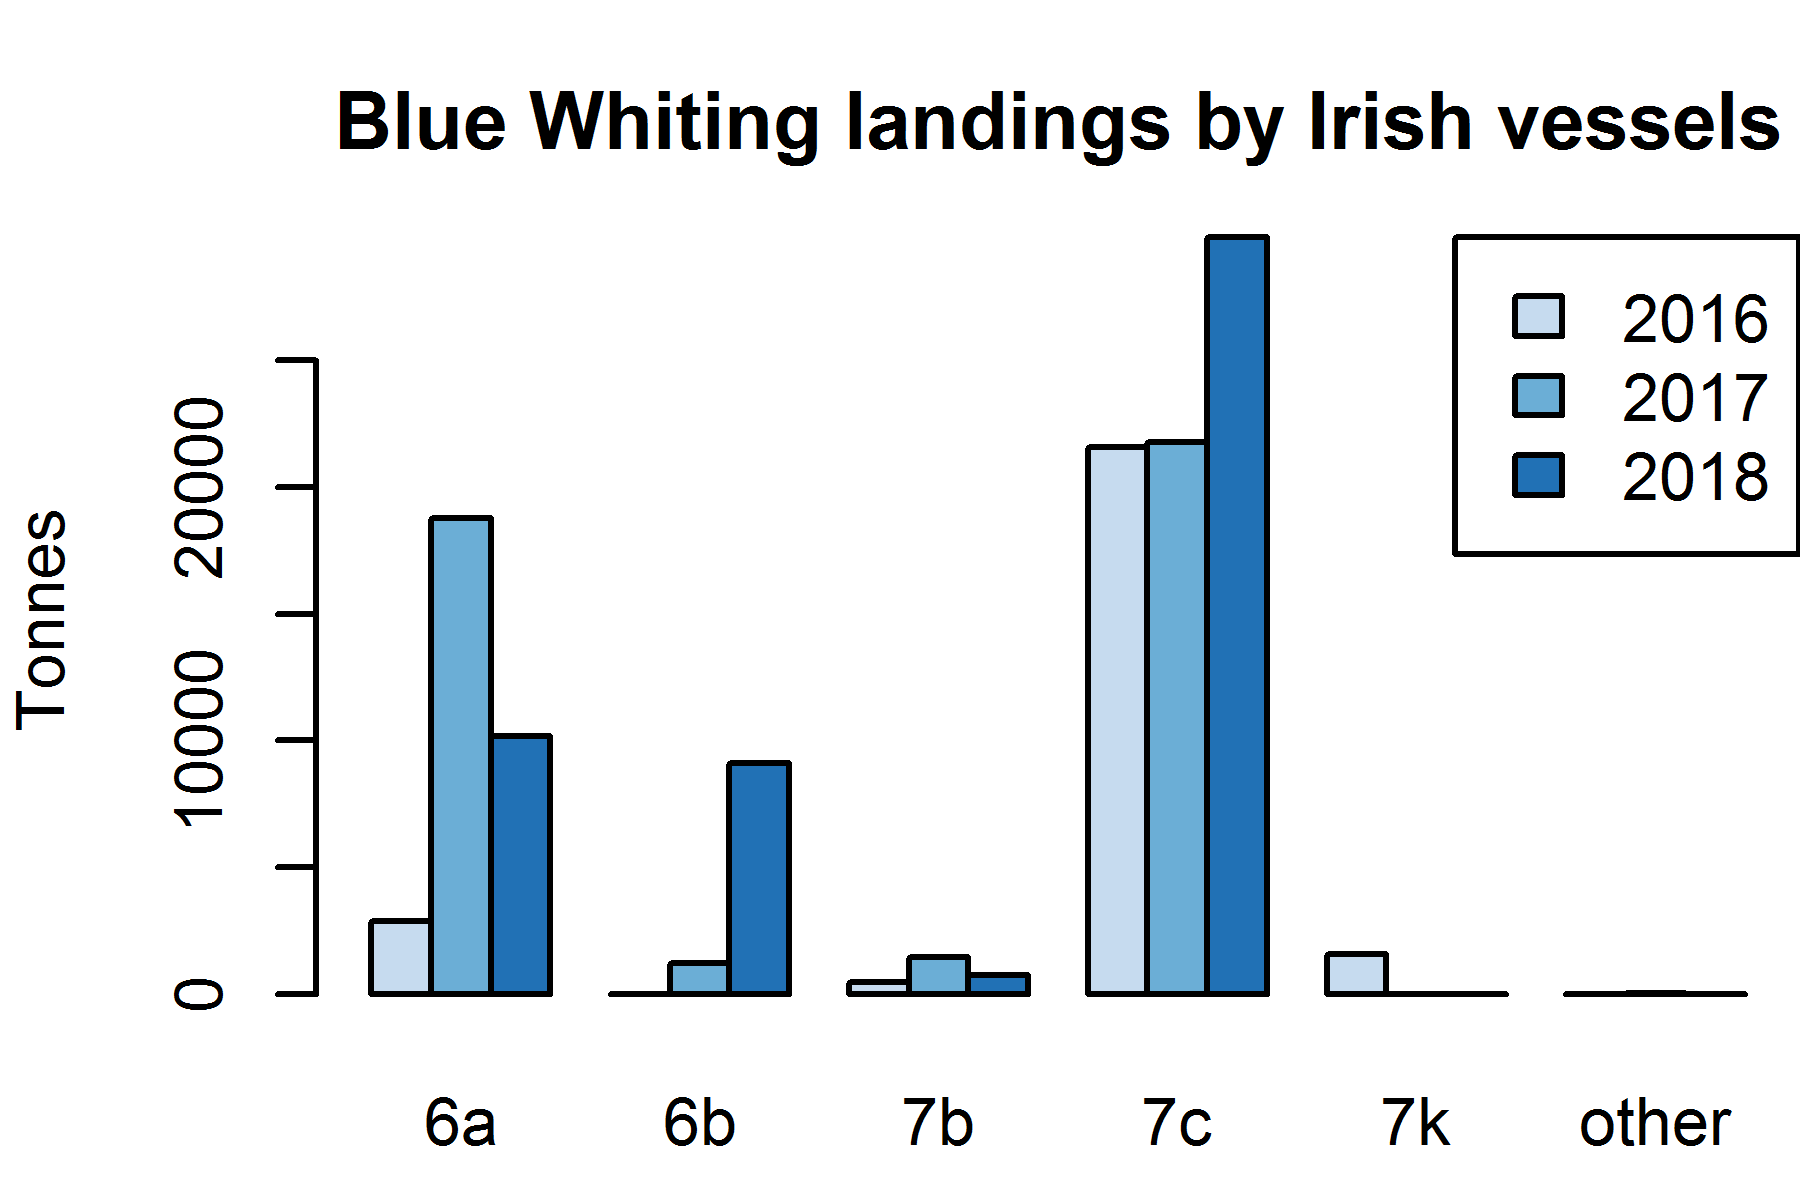 Blue Whiting landings by Irish vessels
2016
2017
2018
Tonnes
20000
10000
0
6a 6b 7b 7c 7k other